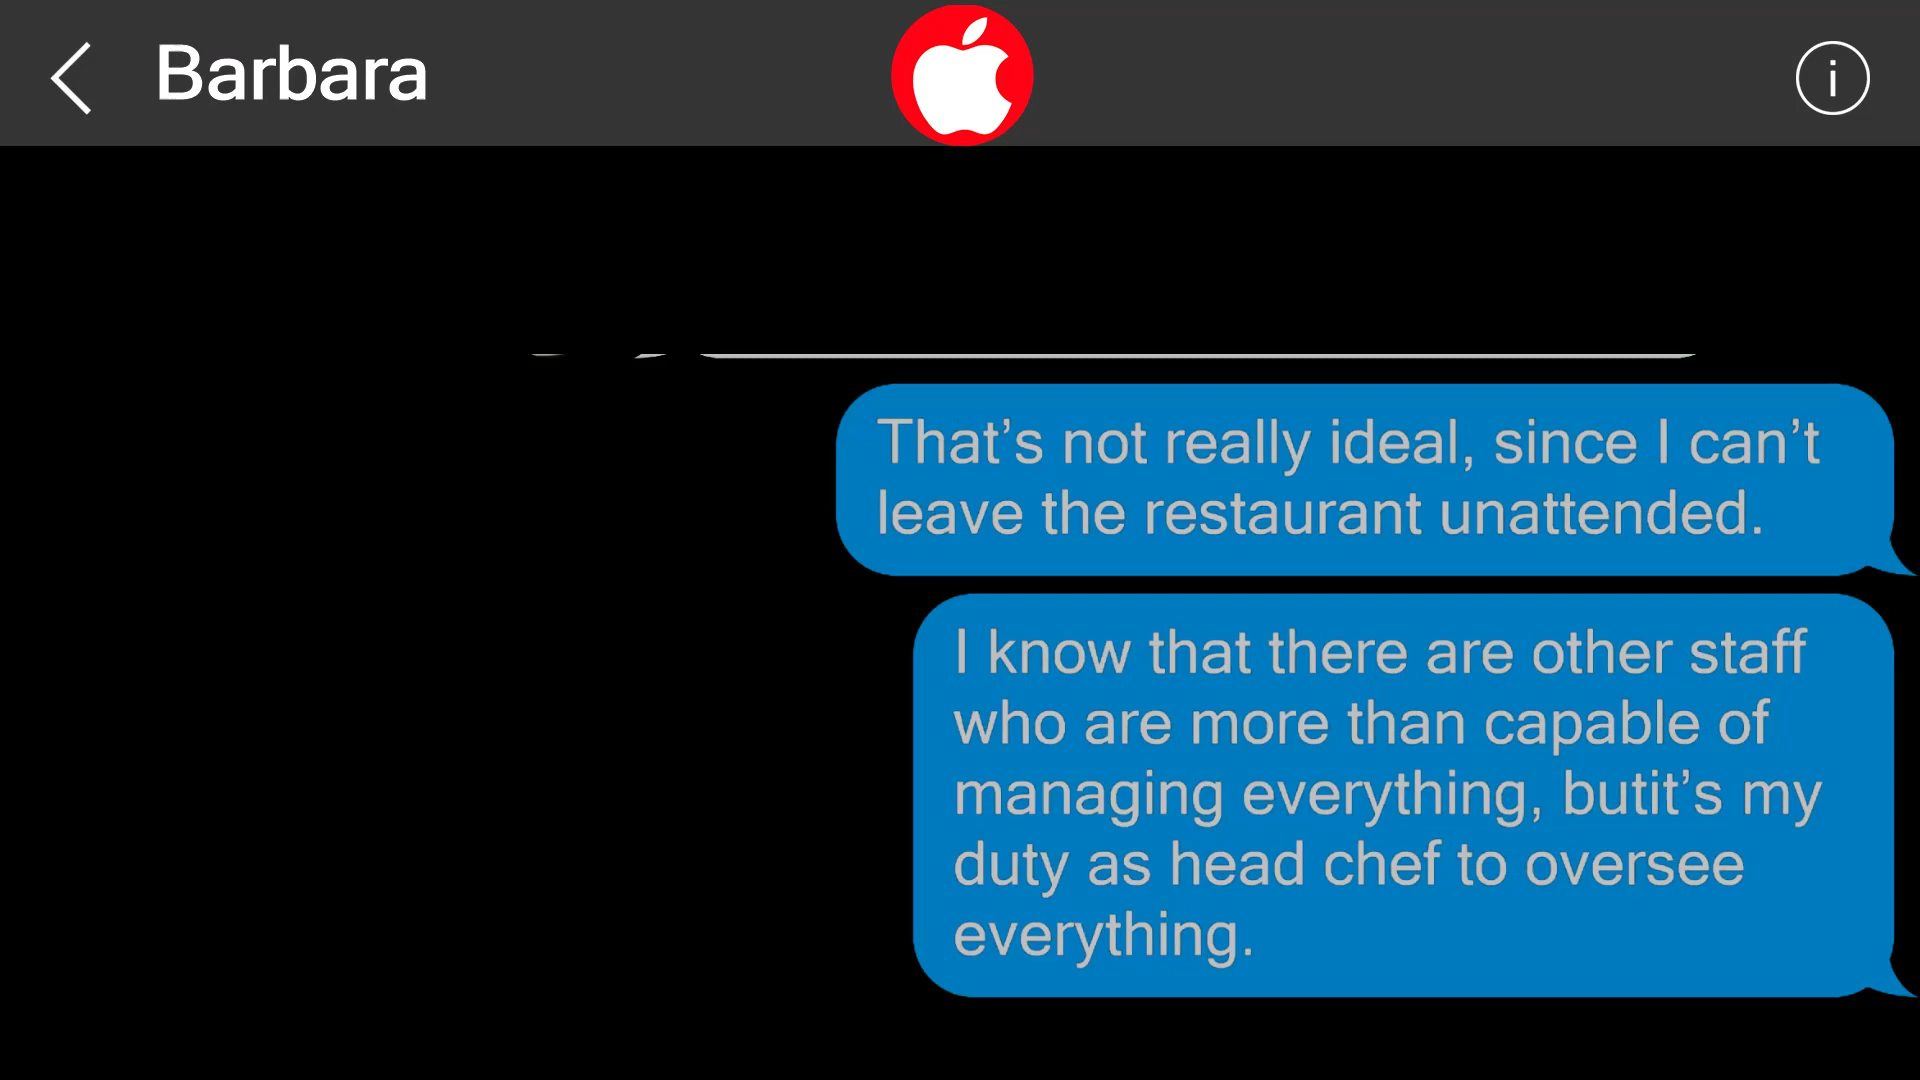 Barbara
i
That’s not really ideal, since I can’t
leave the restaurant unattended.
I know that there are other staff
who are more than capable of
managing everything, butit’s my
duty as head chef to oversee
everything.